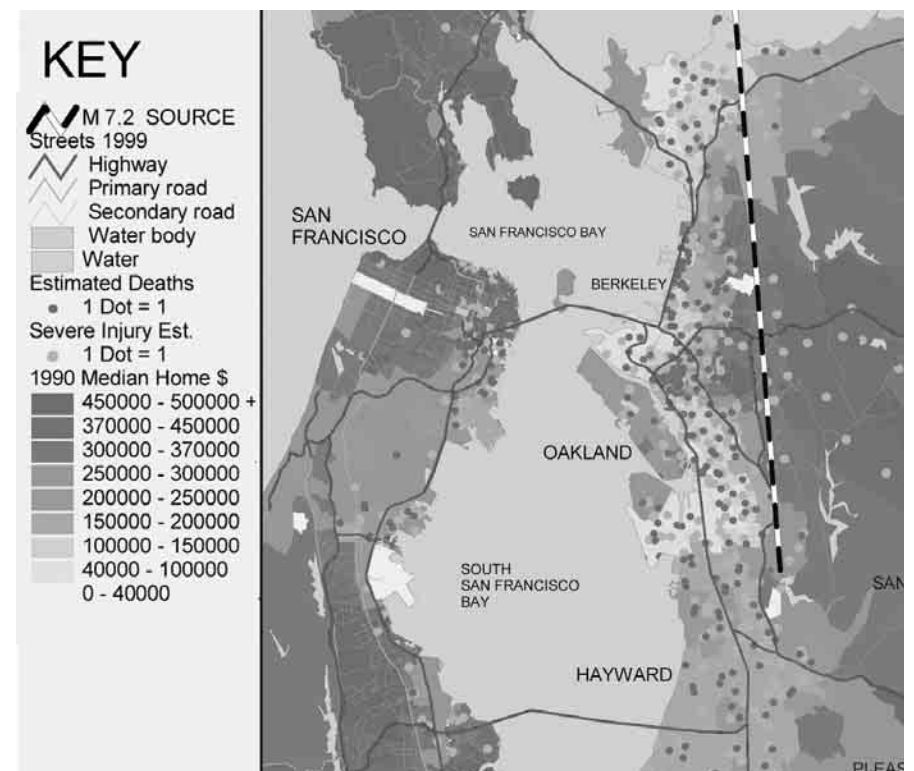 KEY
M 7.2 SOURCE
Streets 1999
Highway
Primary road
Secondary road
Water body
Water
Estimated Deaths
1 Dot = 1
Severe Injury Est.
1 Dot = 1
1990 Median Home $
450000 - 500000 +
370000 - 450000
300000 - 370000
250000 - 300000
200000 - 250000
150000 - 200000
100000 - 150000
40000 - 100000
0 - 40000
SAN
FRANCISCO
SAN FRANCISCO BAY
BERKELEY
OAKLAND
SOUTH
SAN FRANCISCO
BAY
SAN
HAYWARD
PLEAS